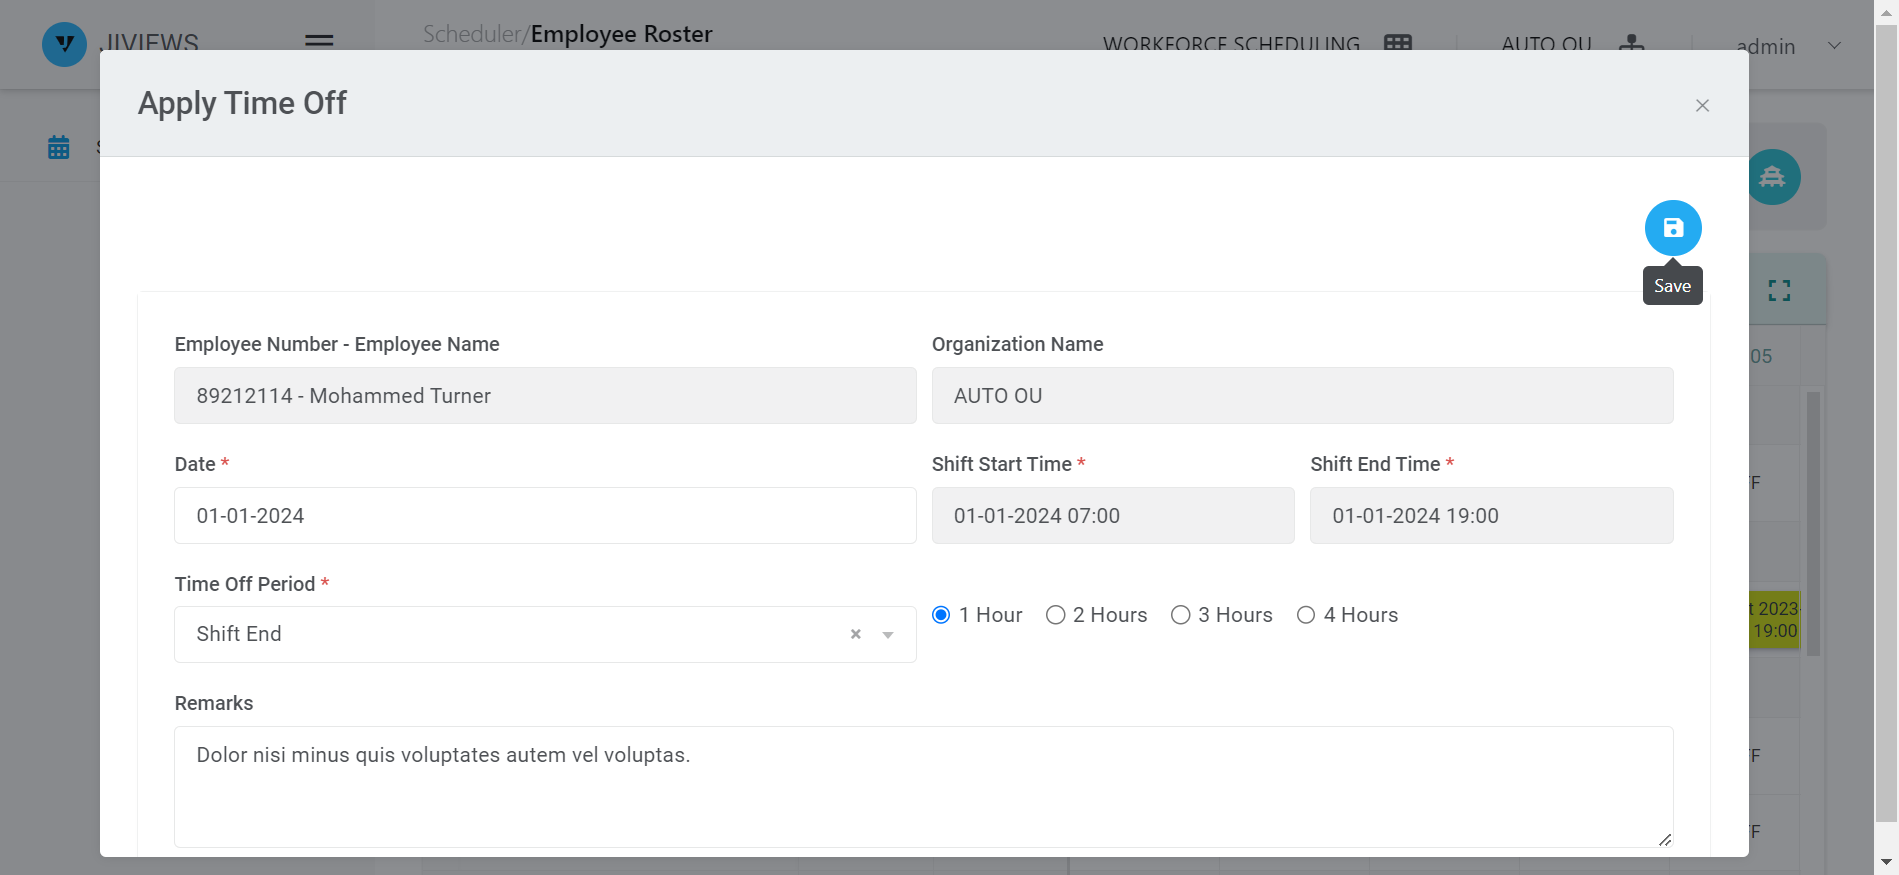 JIVIEWS
Scheduler/Employee Roster
WORKFORCE SCHEDULING
AUTO OU
admin
Apply Time Off
Save
05
Employee Number - Employee Name
Organization Name
89212114 - Mohammed Turner
AUTO OU
Date *
Shift Start Time *
Shift End Time *
01-01-2024
01-01-2024 07:00
01-01-2024 19:00
Time Off Period *
Shift End
1 Hour
2 Hours
3 Hours
4 Hours
2023-
19:00
Remarks
Dolor nisi minus quis voluptates autem vel voluptas.